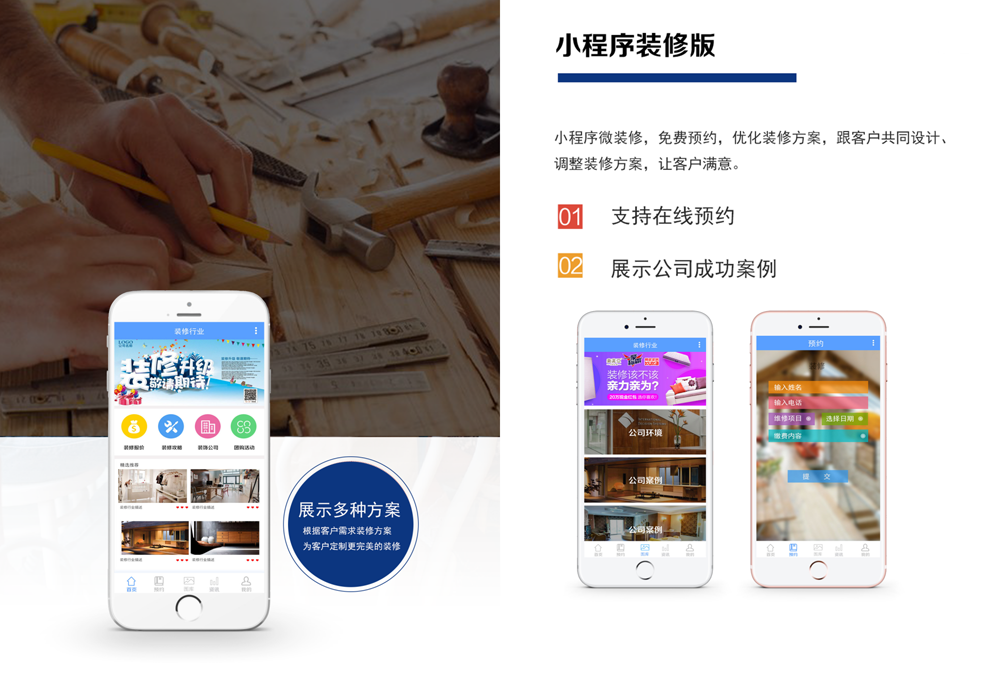 小程序装修版
小程序微装修，免费预约，优化装修方案，跟客户共同设计、
调整装修方案，让客户满意。
01 支持在线预约
02 展示公司成功案例
装修行业
LOGO
装修升级
敬请期待!
装修报价 装修攻略 装饰公司 团购活动
精选推荐
首页 预约
展示多种方案
根据客户需求装修方案
为客户定制更完美的装修
装修行业
装修该不该
亲力亲为?
公司环境
公司案例
公司案例
预约
输入姓名
输入电话
维修项目 选择日期
缴费内容
提 交